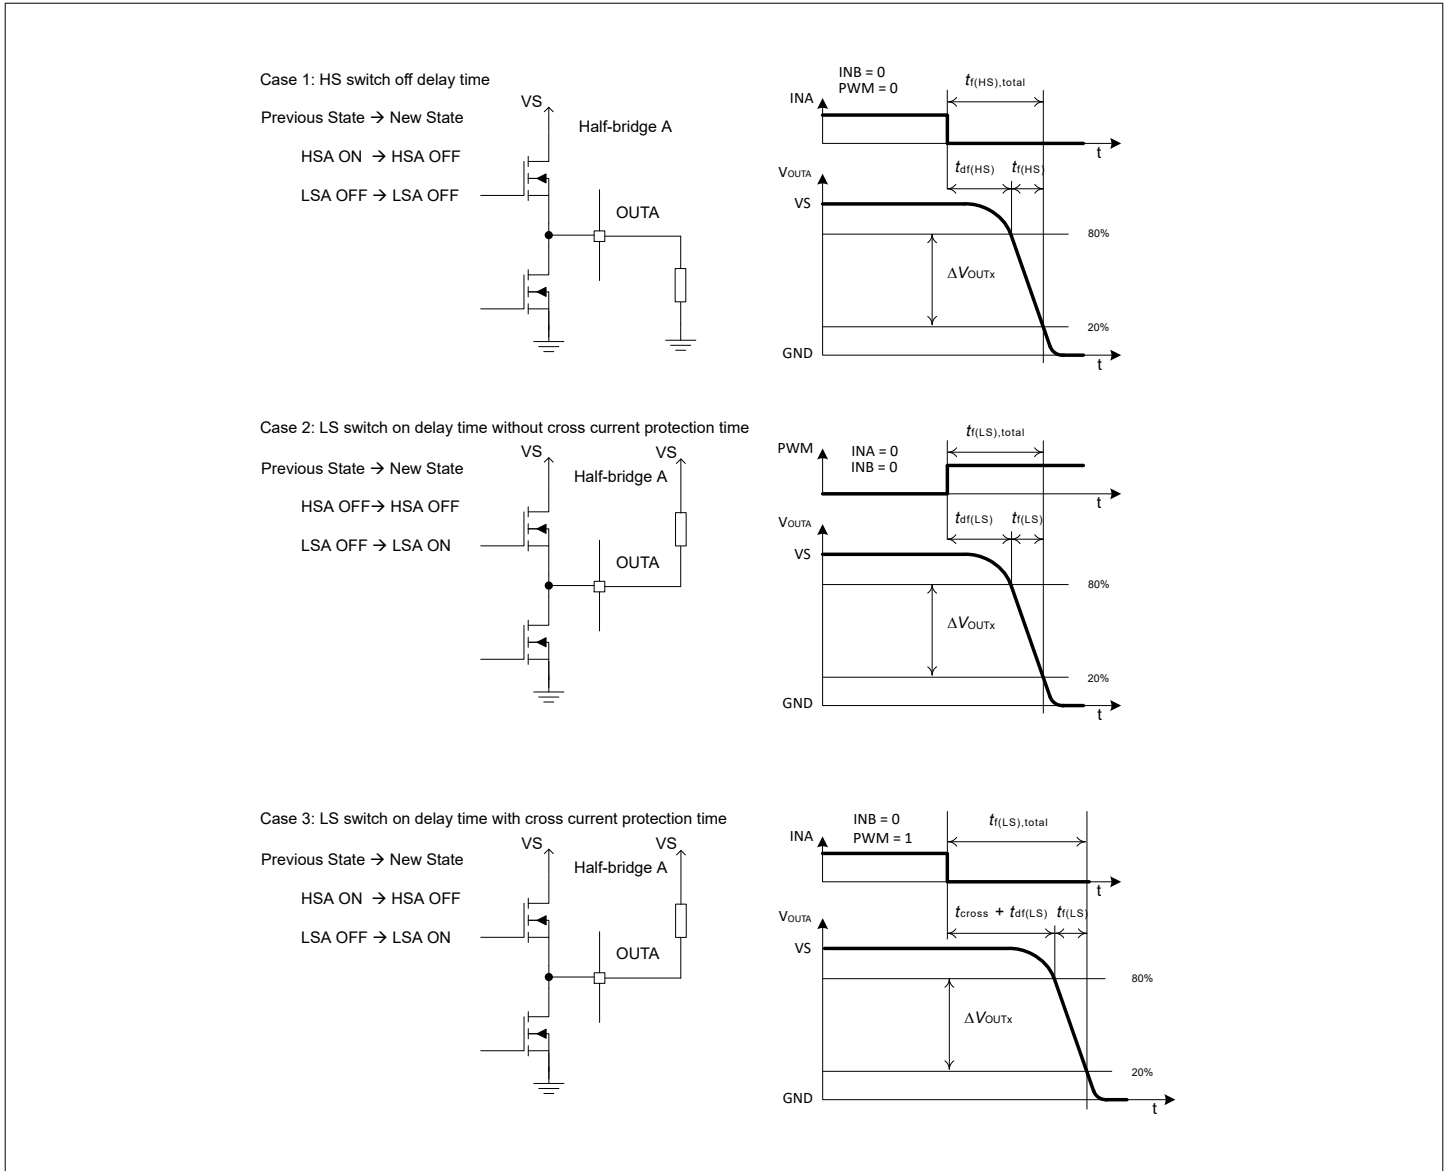 Case 1: HS switch off delay time
Previous State → New State
HSA ON → HSA OFF
LSA OFF → LSA OFF
VS
Half-bridge A
OUTA
INB = 0
PWM = 0
INA
tf(HS),total
t
VOUTA
tdf(HS)
tf(HS)
VS
80%
ΔVOUTx
20%
GND
t
Case 2: LS switch on delay time without cross current protection time
Previous State → New State
HSA OFF→ HSA OFF
LSA OFF → LSA ON
VS
VS
Half-bridge A
OUTA
PWM
INA = 0
INB = 0
tf(LS),total
t
VOUTA
tdf(LS)
tf(LS)
VS
80%
ΔVOUTx
20%
GND
t
Case 3: LS switch on delay time with cross current protection time
Previous State → New State
HSA ON → HSA OFF
LSA OFF → LSA ON
VS
VS
Half-bridge A
OUTA
INB = 0
PWM = 1
INA
tf(LS),total
t
VOUTA
tcross + tdf(LS)
tf(LS)
VS
80%
ΔVOUTx
20%
GND
t